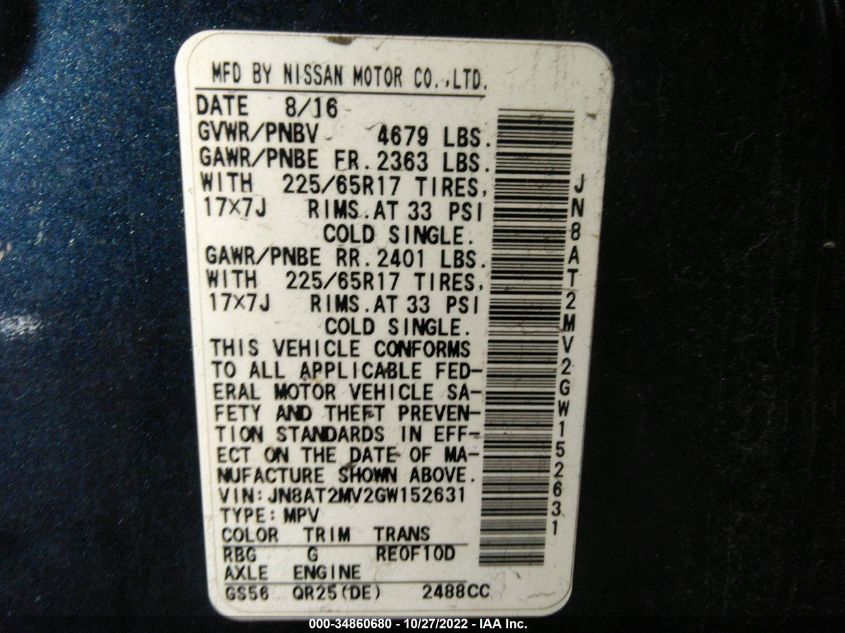 MFD BY NISSAN MOTOR CO.,LTD.
DATE 8/16
GVWR/PNBV 4679 LBS.
GAWR/PNBE FR. 2363 LBS.
WITH 225/65R17 TIRES,
17×7J RIMS. AT 33 PSI
COLD SINGLE.
GAWR/PNBE RR. 2401 LBS.
WITH 225/65R17 TIRES,
17×7J RIMS. AT 33 PSI
COLD SINGLE.
THIS VEHICLE CONFORMS
TO ALL APPLICABLE FED-
ERAL MOTOR VEHICLE SA-
FETY AND THEFT PREVEN-
TION STANDARDS IN EFF-
ECT ON THE DATE OF MA-
NUFACTURE SHOWN ABOVE.
VIN:JN8AT2MV2GW152631
TYPE:MPV
COLOR TRIM TRANS
RBG G RE0F10D
AXLE ENGINE
GS56 QR25(DE) 2488CC
JN8AT2MV2GW152631
000-34860680 - 10/27/2022 - IAA Inc.